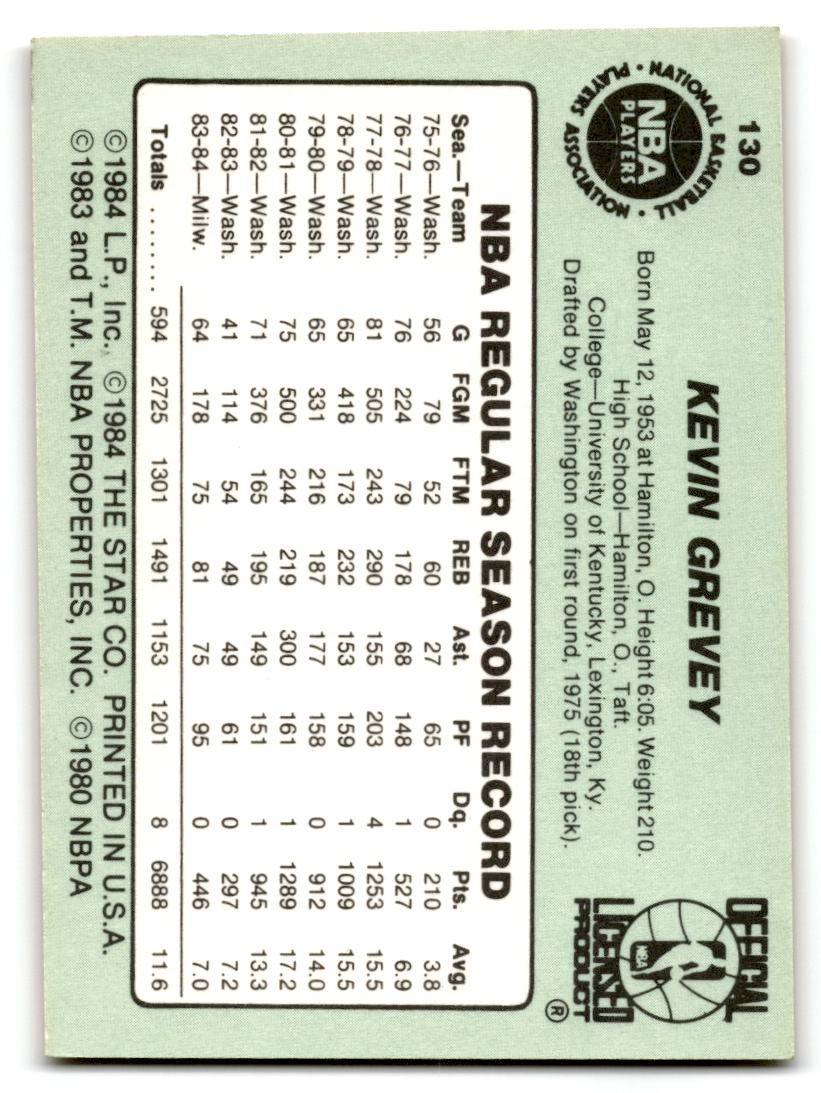 130
NATIONAL BASKETBALL
PLAYERS ASSOCIATION
NBA
PLAYERS
KEVIN GREVEY
Born May 12, 1953 at Hamilton, O. Height 6:05. Weight 210.
High School—Hamilton, O., Taft.
College—University of Kentucky, Lexington, Ky.
Drafted by Washington on first round, 1975 (18th pick).
OFFICIAL
NBA
LICENSED
PRODUCT ®
NBA REGULAR SEASON RECORD
Sea.—Team G FGM FTM REB Ast. PF Dq. Pts. Avg.
75-76—Wash. 56 79 52 60 27 65 0 210 3.8
76-77—Wash. 76 224 79 178 68 148 1 527 6.9
77-78—Wash. 81 505 243 290 155 203 4 1253 15.5
78-79—Wash. 65 418 173 232 153 159 1 1009 15.5
79-80—Wash. 65 331 216 187 177 158 0 912 14.0
80-81—Wash. 75 500 244 219 300 161 1 1289 17.2
81-82—Wash. 71 376 165 195 149 151 1 945 13.3
82-83—Wash. 41 114 54 49 49 61 0 297 7.2
83-84—Milw. 64 178 75 81 75 95 0 446 7.0
Totals ........ 594 2725 1301 1491 1153 1201 8 6888 11.6
©1984 L.P., Inc. ©1984 THE STAR CO. PRINTED IN U.S.A.
©1983 and T.M. NBA PROPERTIES, INC. ©1980 NBPA